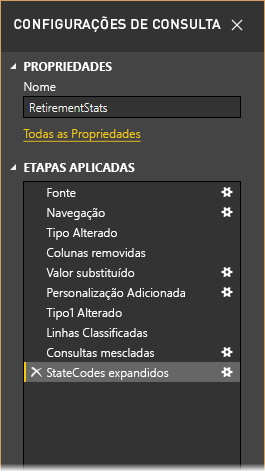 CONFIGURAÇÕES DE CONSULTA
PROPRIEDADES
Nome
RetirementStats
Todas as Propriedades
ETAPAS APLICADAS
Fonte
Navegação
Tipo Alterado
Colunas removidas
Valor substituído
Personalização Adicionada
Tipo1 Alterado
Linhas Classificadas
Consultas mescladas
StateCodes expandidos